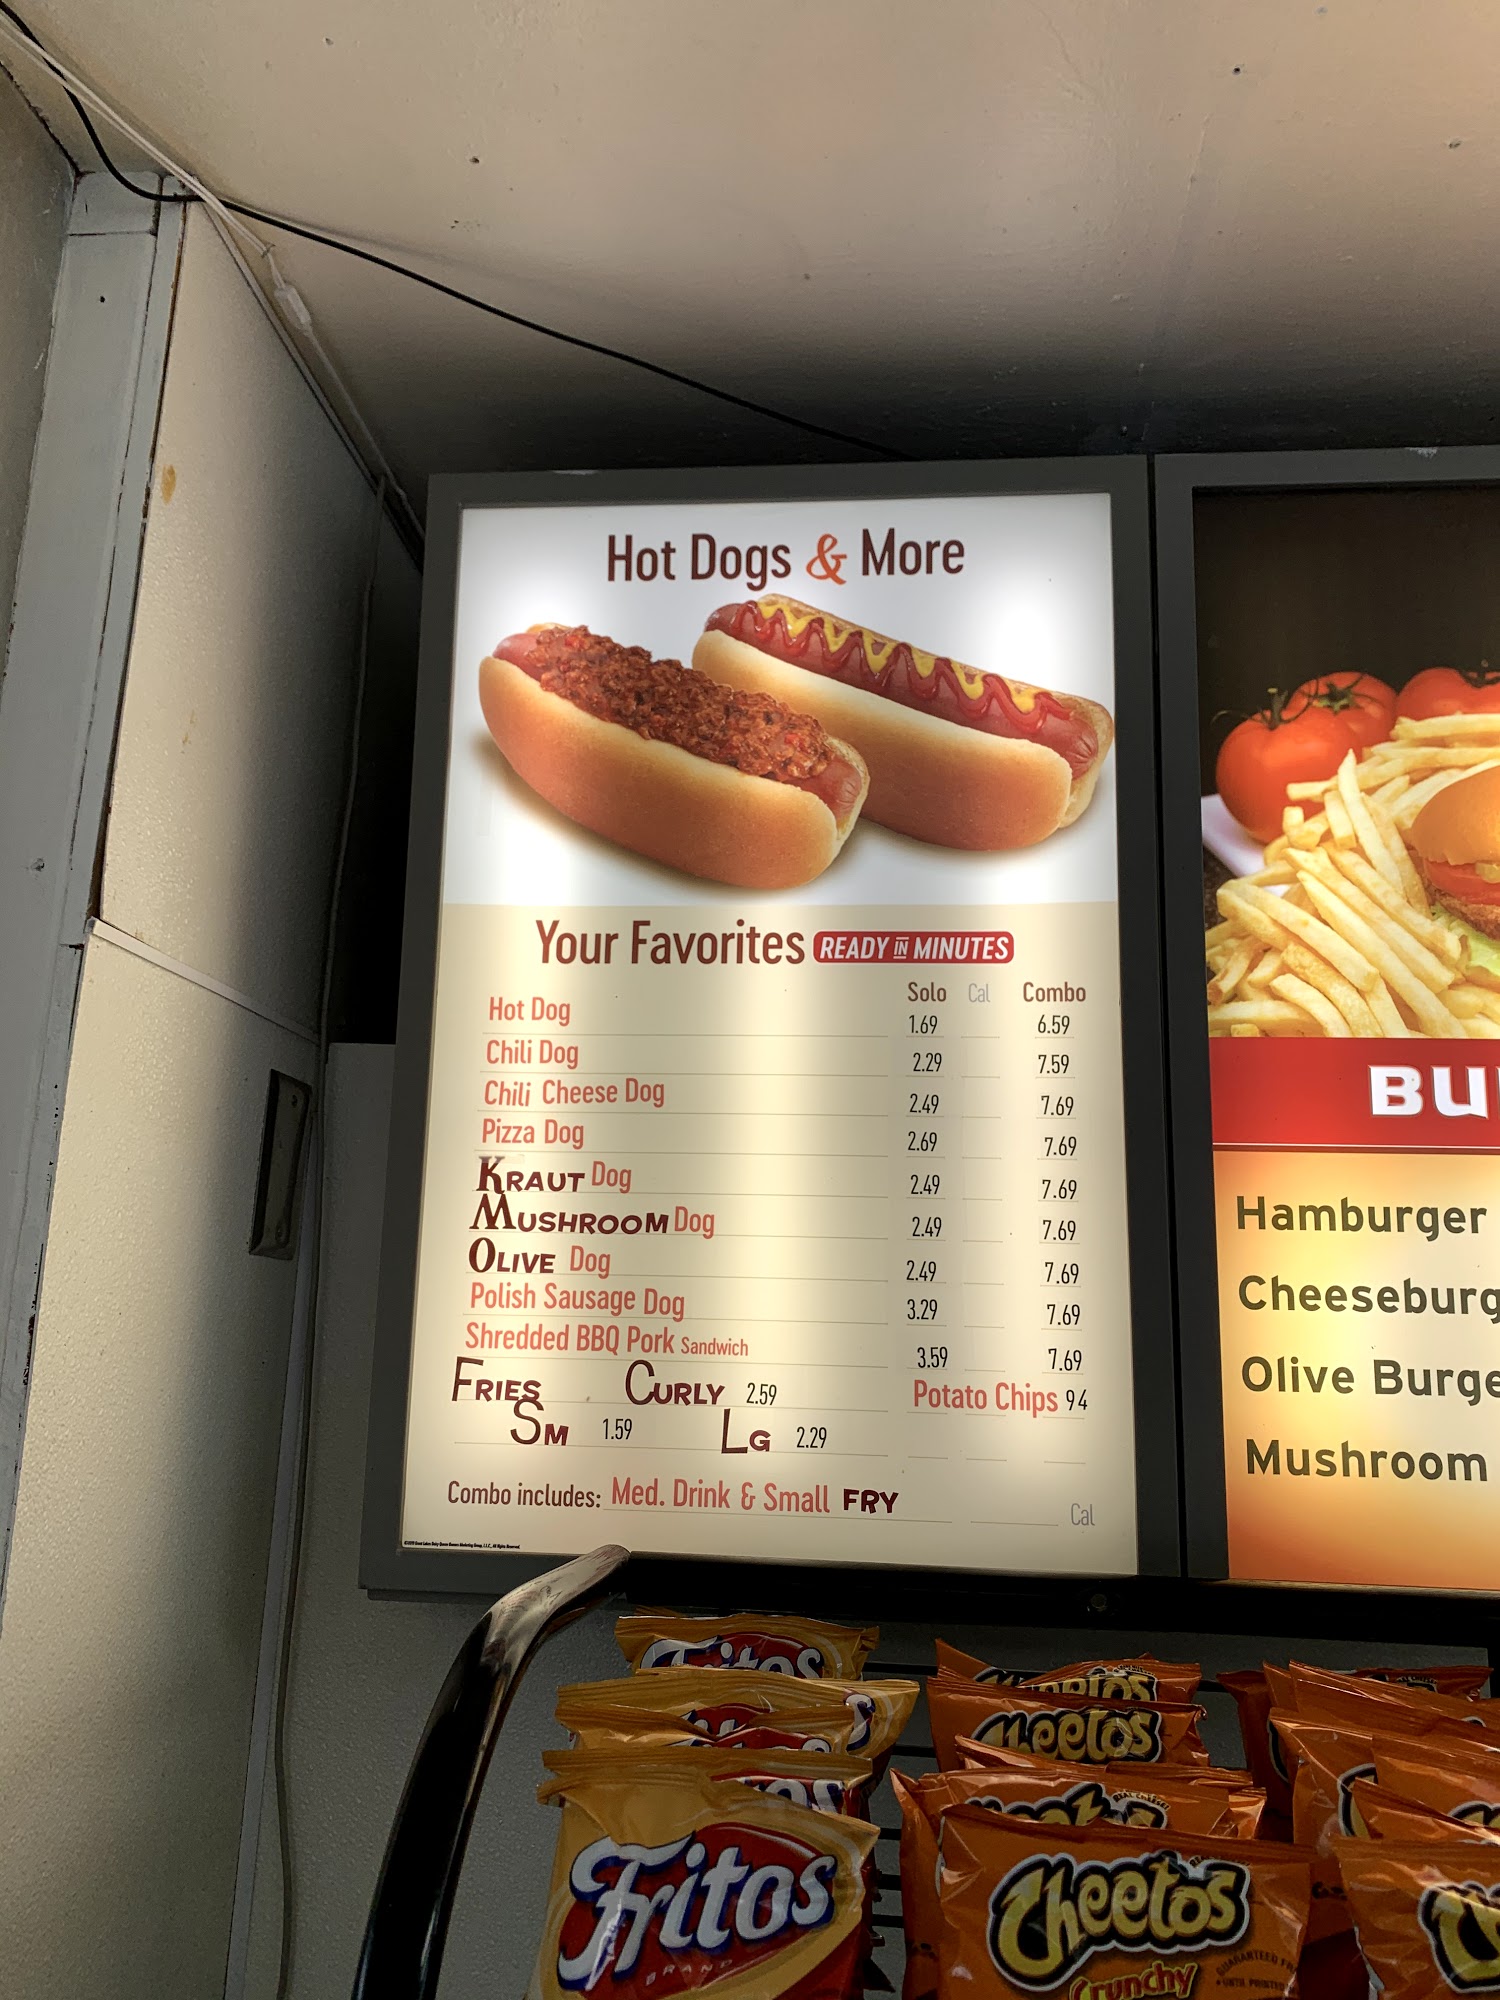 Hot Dogs & More
Your Favorites READY IN MINUTES
Solo Cal Combo
Hot Dog 1.69 6.59
Chili Dog 2.29 7.59
Chili Cheese Dog 2.49 7.69
Pizza Dog 2.69 7.69
KRAUT Dog 2.49 7.69
MUSHROOM Dog 2.49 7.69
OLIVE Dog 2.49 7.69
Polish Sausage Dog 3.29 7.69
Shredded BBQ Pork Sandwich 3.59 7.69
FRIES CURLY 2.59 Potato Chips 94
SM 1.59 LG 2.29
Combo includes: Med. Drink & Small FRY Cal
BU
Hamburger
Cheeseburg
Olive Burge
Mushroom
Fritos
Cheetos
Fritos
Cheetos
Fritos
BRAND
Cheetos
Crunchy